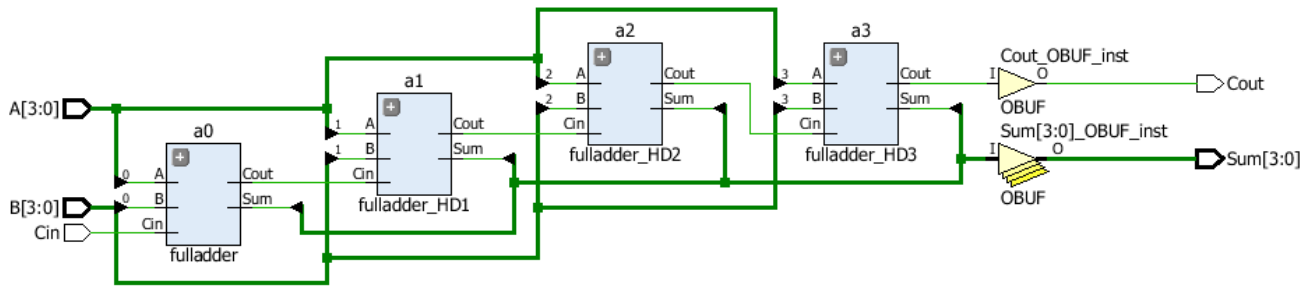 A[3:0]
B[3:0]
Cin
a0
0
A
0
B
Cin
Cout
Sum
fulladder
a1
1
A
1
B
Cin
Cout
Sum
fulladder_HD1
a2
2
A
2
B
Cin
Cout
Sum
fulladder_HD2
a3
3
A
3
B
Cin
Cout
Sum
fulladder_HD3
Cout_OBUF_inst
I
O
OBUF
Cout
Sum[3:0]_OBUF_inst
I
O
OBUF
Sum[3:0]